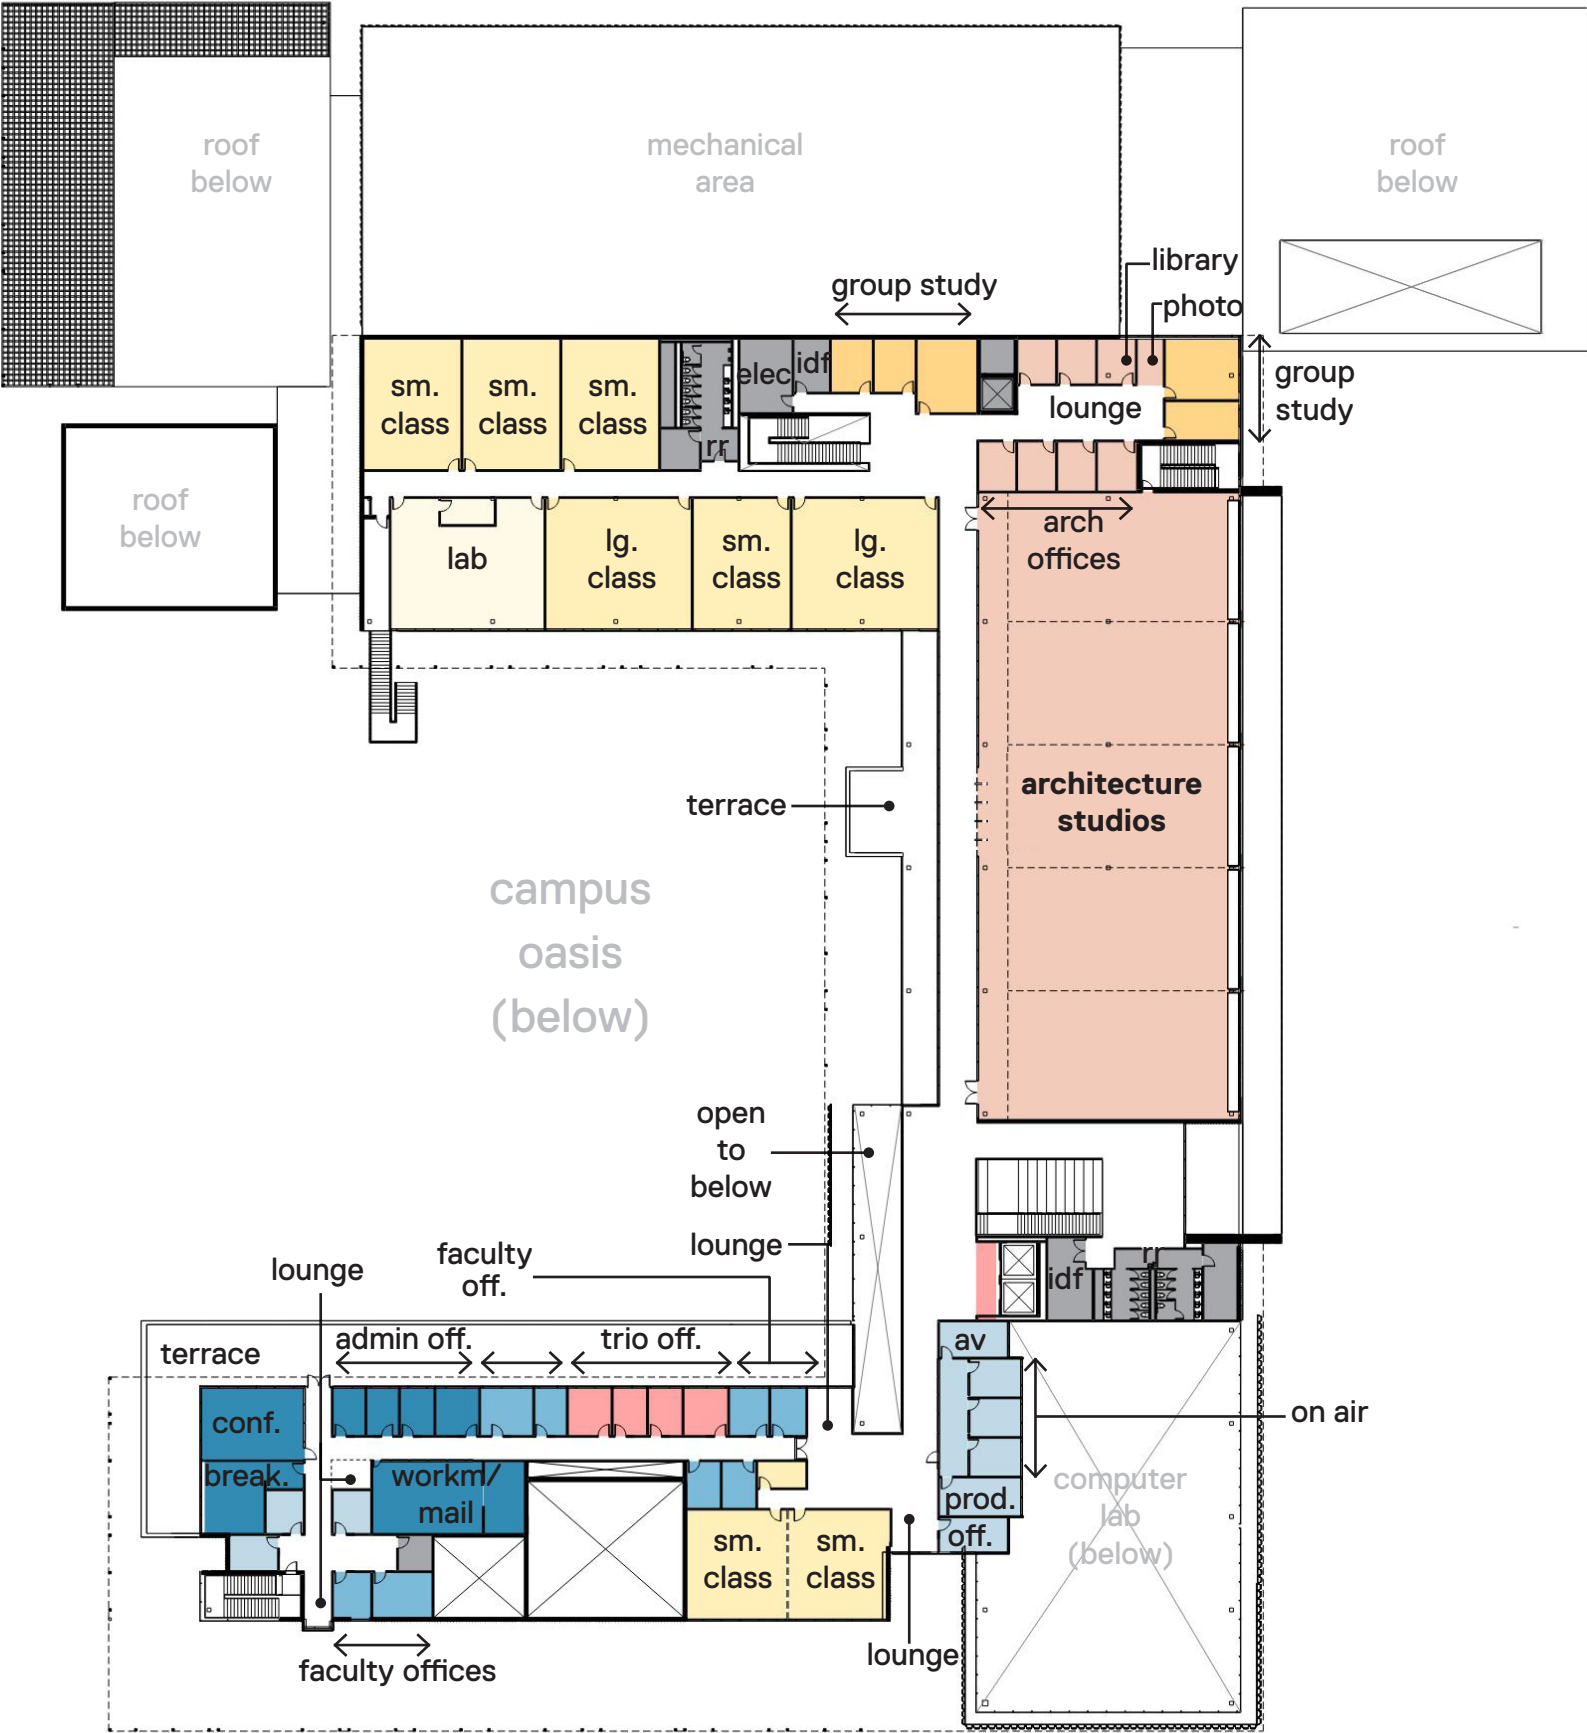 roof
below
mechanical
area
roof
below
library
group study
photo
sm.
class
sm.
class
sm.
class
elec
idf
rr
lounge
group
study
roof
below
lab
lg.
class
sm.
class
lg.
class
arch
offices
terrace
architecture
studios
campus
oasis
(below)
open
to
below
lounge
faculty
off.
lounge
idf
rr
terrace
admin off.
trio off.
av
conf.
on air
break.
workm/
mail
prod.
off.
computer
lab
(below)
sm.
class
sm.
class
lounge
faculty offices